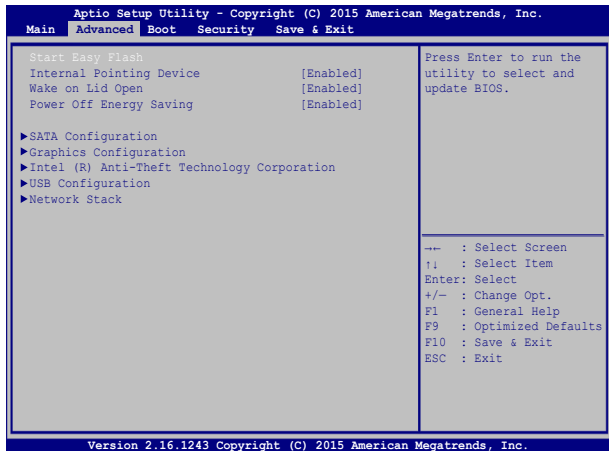 Aptio Setup Utility - Copyright (C) 2015 American Megatrends, Inc.
Main Advanced Boot Security Save & Exit
Start Easy Flash
Internal Pointing Device [Enabled]
Wake on Lid Open [Enabled]
Power Off Energy Saving [Enabled]
▶SATA Configuration
▶Graphics Configuration
▶Intel (R) Anti-Theft Technology Corporation
▶USB Configuration
▶Network Stack
Press Enter to run the
utility to select and
update BIOS.
→← : Select Screen
↑↓ : Select Item
Enter: Select
+/— : Change Opt.
F1 : General Help
F9 : Optimized Defaults
F10 : Save & Exit
ESC : Exit
Version 2.16.1243 Copyright (C) 2015 American Megatrends, Inc.